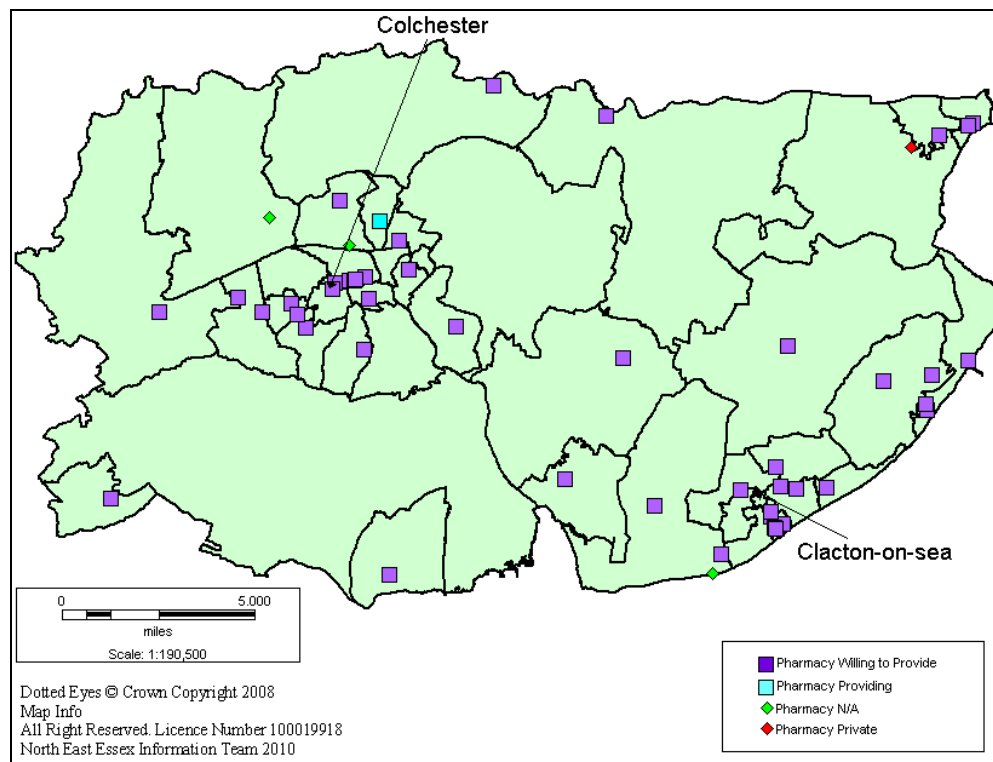 Colchester
Clacton-on-sea
0 5.000
miles
Scale: 1:190,500
Pharmacy Willing to Provide
Pharmacy Providing
Pharmacy N/A
Pharmacy Private
Dotted Eyes © Crown Copyright 2008
Map Info
All Right Reserved. Licence Number 100019918
North East Essex Information Team 2010